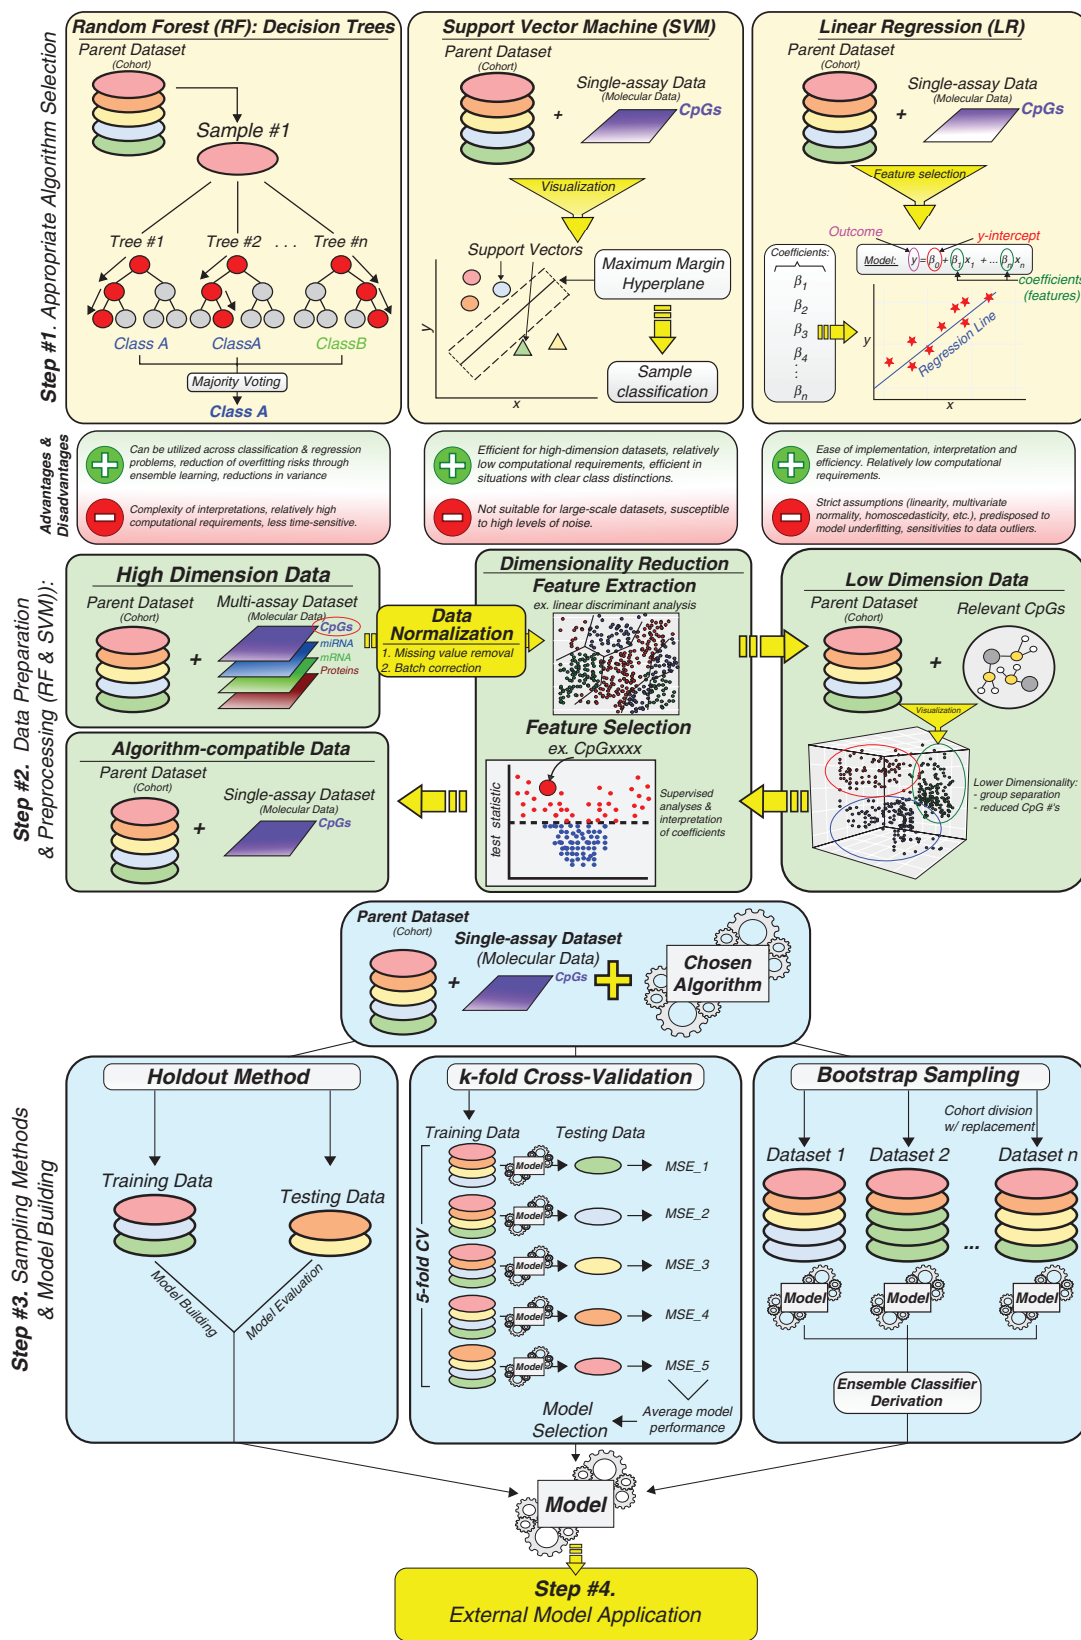 Step #1. Appropriate Algorithm Selection
Random Forest (RF): Decision Trees
Parent Dataset
(Cohort)
Sample #1
Tree #1
Tree #2
. . .
Tree #n
Class A
ClassA
ClassB
Majority Voting
Class A
Support Vector Machine (SVM)
Parent Dataset
(Cohort)
+
Single-assay Data
(Molecular Data)
CpGs
Visualization
Support Vectors
Maximum Margin
Hyperplane
Sample
classification
y
x
Linear Regression (LR)
Parent Dataset
(Cohort)
+
Single-assay Data
(Molecular Data)
CpGs
Feature selection
Outcome
y-intercept
Model: y = β0 + β1 x1 + ... βn xn
coefficients
(features)
Coefficients:
β1
β2
β3
β4
⋮
βn
Regression Line
y
x
Advantages &
Disadvantages
Can be utilized across classification & regression
problems, reduction of overfitting risks through
ensemble learning, reductions in variance
Complexity of interpretations, relatively high
computational requirements, less time-sensitive.
Efficient for high-dimension datasets, relatively
low computational requirements, efficient in
situations with clear class distinctions.
Not suitable for large-scale datasets, susceptible
to high levels of noise.
Ease of implementation, interpretation and
efficiency. Relatively low computational
requirements.
Strict assumptions (linearity, multivariate
normality, homoscedasticity, etc.), predisposed to
model underfitting, sensitivities to data outliers.
Step #2. Data Preparation
& Preprocessing (RF & SVM)):
High Dimension Data
Parent Dataset
(Cohort)
+
Multi-assay Dataset
(Molecular Data)
CpGs
miRNA
mRNA
Proteins
Data
Normalization
1. Missing value removal
2. Batch correction
Dimensionality Reduction
Feature Extraction
ex. linear discriminant analysis
Feature Selection
ex. CpGxxxx
test statistic
Supervised
analyses &
interpretation
of coefficients
Low Dimension Data
Parent Dataset
(Cohort)
+
Relevant CpGs
Visualization
Lower Dimensionality:
- group separation
- reduced CpG #'s
Algorithm-compatible Data
Parent Dataset
(Cohort)
+
Single-assay Dataset
(Molecular Data)
CpGs
Parent Dataset
(Cohort)
+
Single-assay Dataset
(Molecular Data)
CpGs
Chosen
Algorithm
Step #3. Sampling Methods
& Model Building
Holdout Method
Training Data
Testing Data
Model Building
Model Evaluation
k-fold Cross-Validation
Training Data
Testing Data
5-fold CV
Model
MSE_1
Model
MSE_2
Model
MSE_3
Model
MSE_4
Model
MSE_5
Average model
performance
Model
Selection
Bootstrap Sampling
Cohort division
w/ replacement
Dataset 1
Dataset 2
Dataset n
...
Model
Model
Model
Ensemble Classifier
Derivation
Model
Step #4.
External Model Application